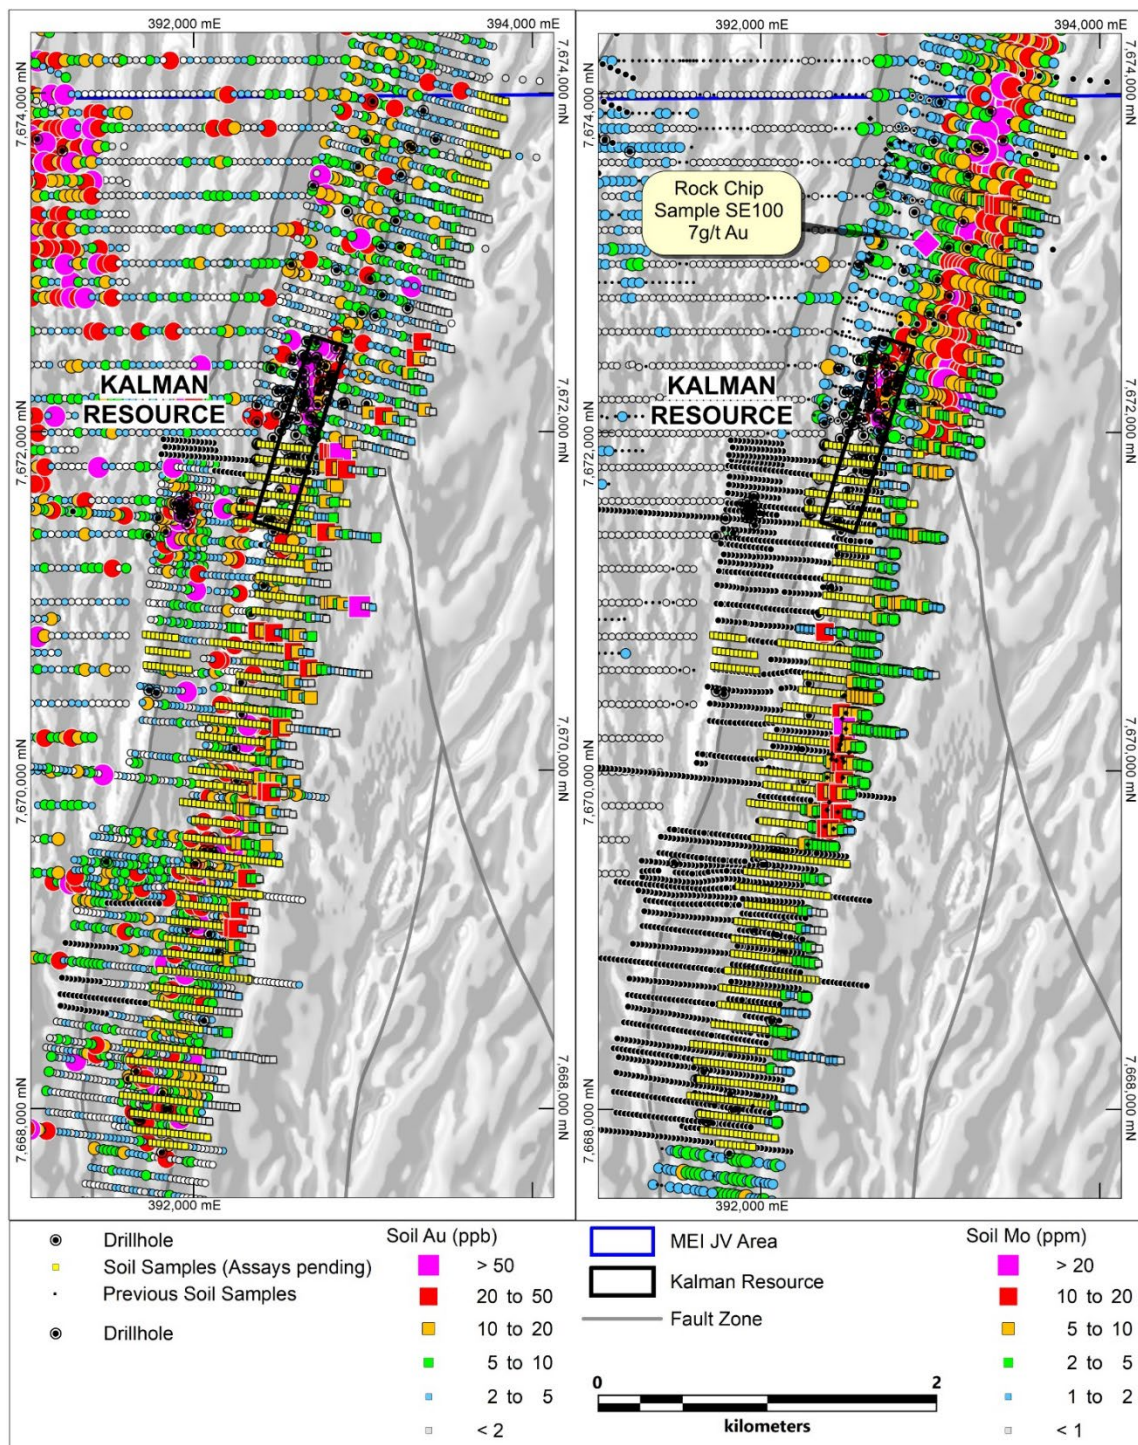 392,000 mE
394,000 mE
392,000 mE
394,000 mE
7,674,000 mN
7,674,000 mN
7,674,000 mN
7,674,000 mN
Rock Chip
Sample SE100
7g/t Au
KALMAN
RESOURCE
KALMAN
RESOURCE
7,672,000 mN
7,672,000 mN
7,672,000 mN
7,672,000 mN
7,670,000 mN
7,670,000 mN
7,670,000 mN
7,670,000 mN
7,668,000 mN
7,668,000 mN
7,668,000 mN
7,668,000 mN
392,000 mE
392,000 mE
Drillhole
Soil Samples (Assays pending)
Previous Soil Samples
Drillhole
Soil Au (ppb)
> 50
20 to 50
10 to 20
5 to 10
2 to 5
< 2
MEI JV Area
Kalman Resource
Fault Zone
0
2
kilometers
Soil Mo (ppm)
> 20
10 to 20
5 to 10
2 to 5
1 to 2
< 1